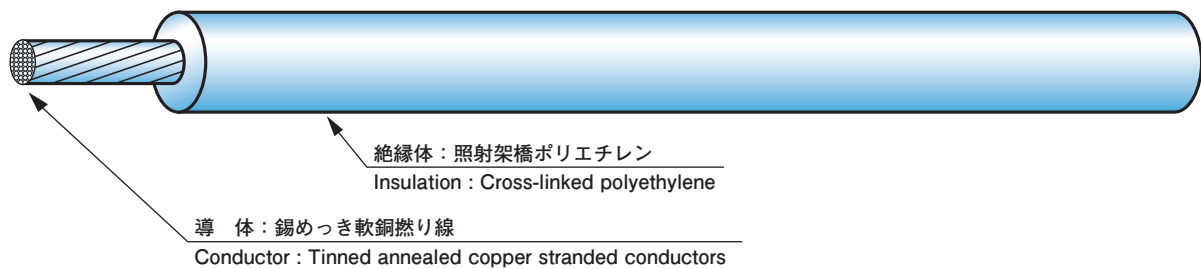 絶縁体：照射架橋ポリエチレン
Insulation : Cross-linked polyethylene
導　体：錫めっき軟銅撚り線
Conductor : Tinned annealed copper stranded conductors